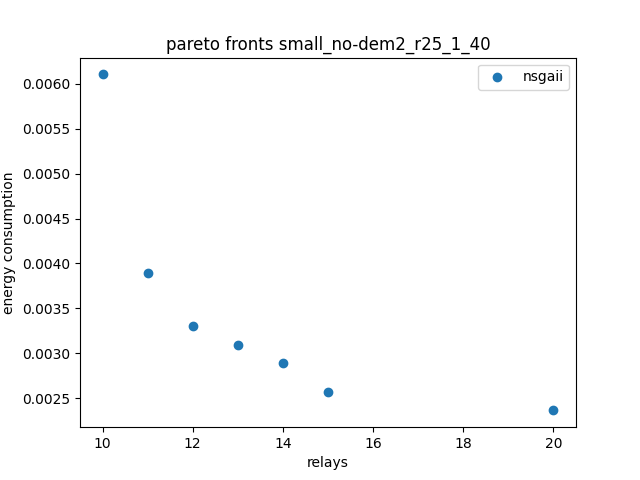 pareto fronts small_no-dem2_r25_1_40
nsgaii
0.0060
0.0055
0.0050
0.0045
0.0040
0.0035
0.0030
0.0025
energy consumption
10 12 14 16 18 20
relays